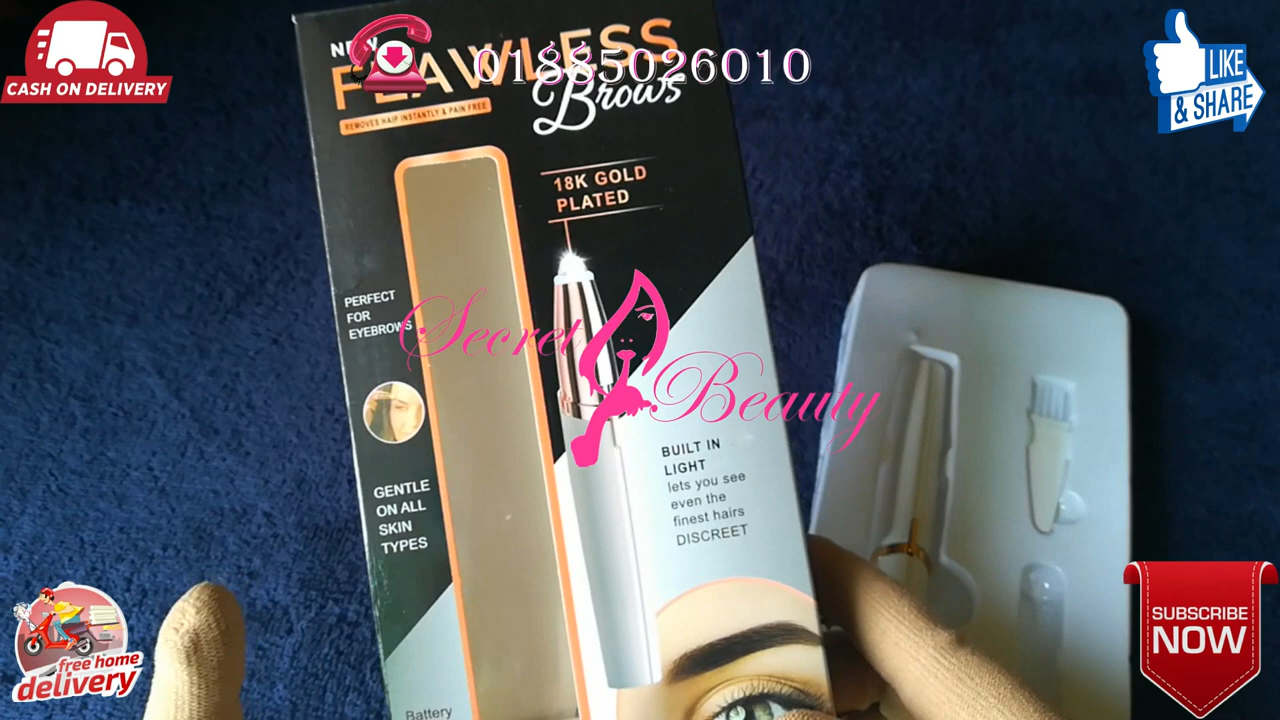 CASH ON DELIVERY
01885026010
LIKE
& SHARE
NEW
FLAWLESS
Brows
REMOVES HAIR INSTANTLY & PAIN FREE
18K GOLD
PLATED
PERFECT
FOR
EYEBROWS
Secret
Beauty
GENTLE
ON ALL
SKIN
TYPES
BUILT IN
LIGHT
lets you see
even the
finest hairs
DISCREET
Battery
free home
delivery
SUBSCRIBE
NOW